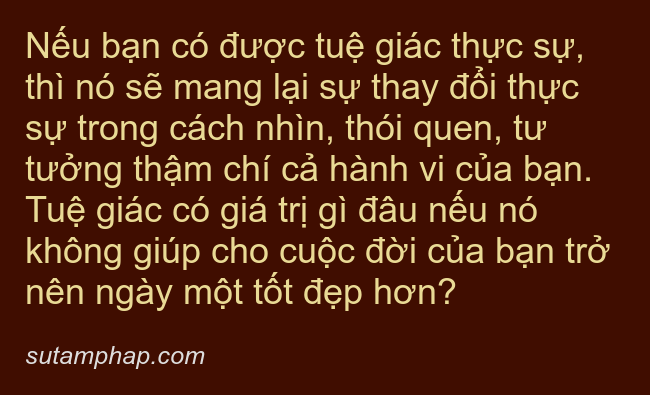 Nếu bạn có được tuệ giác thực sự,
thì nó sẽ mang lại sự thay đổi thực
sự trong cách nhìn, thói quen, tư
tưởng thậm chí cả hành vi của bạn.
Tuệ giác có giá trị gì đâu nếu nó
không giúp cho cuộc đời của bạn trở
nên ngày một tốt đẹp hơn?
sutamphap.com